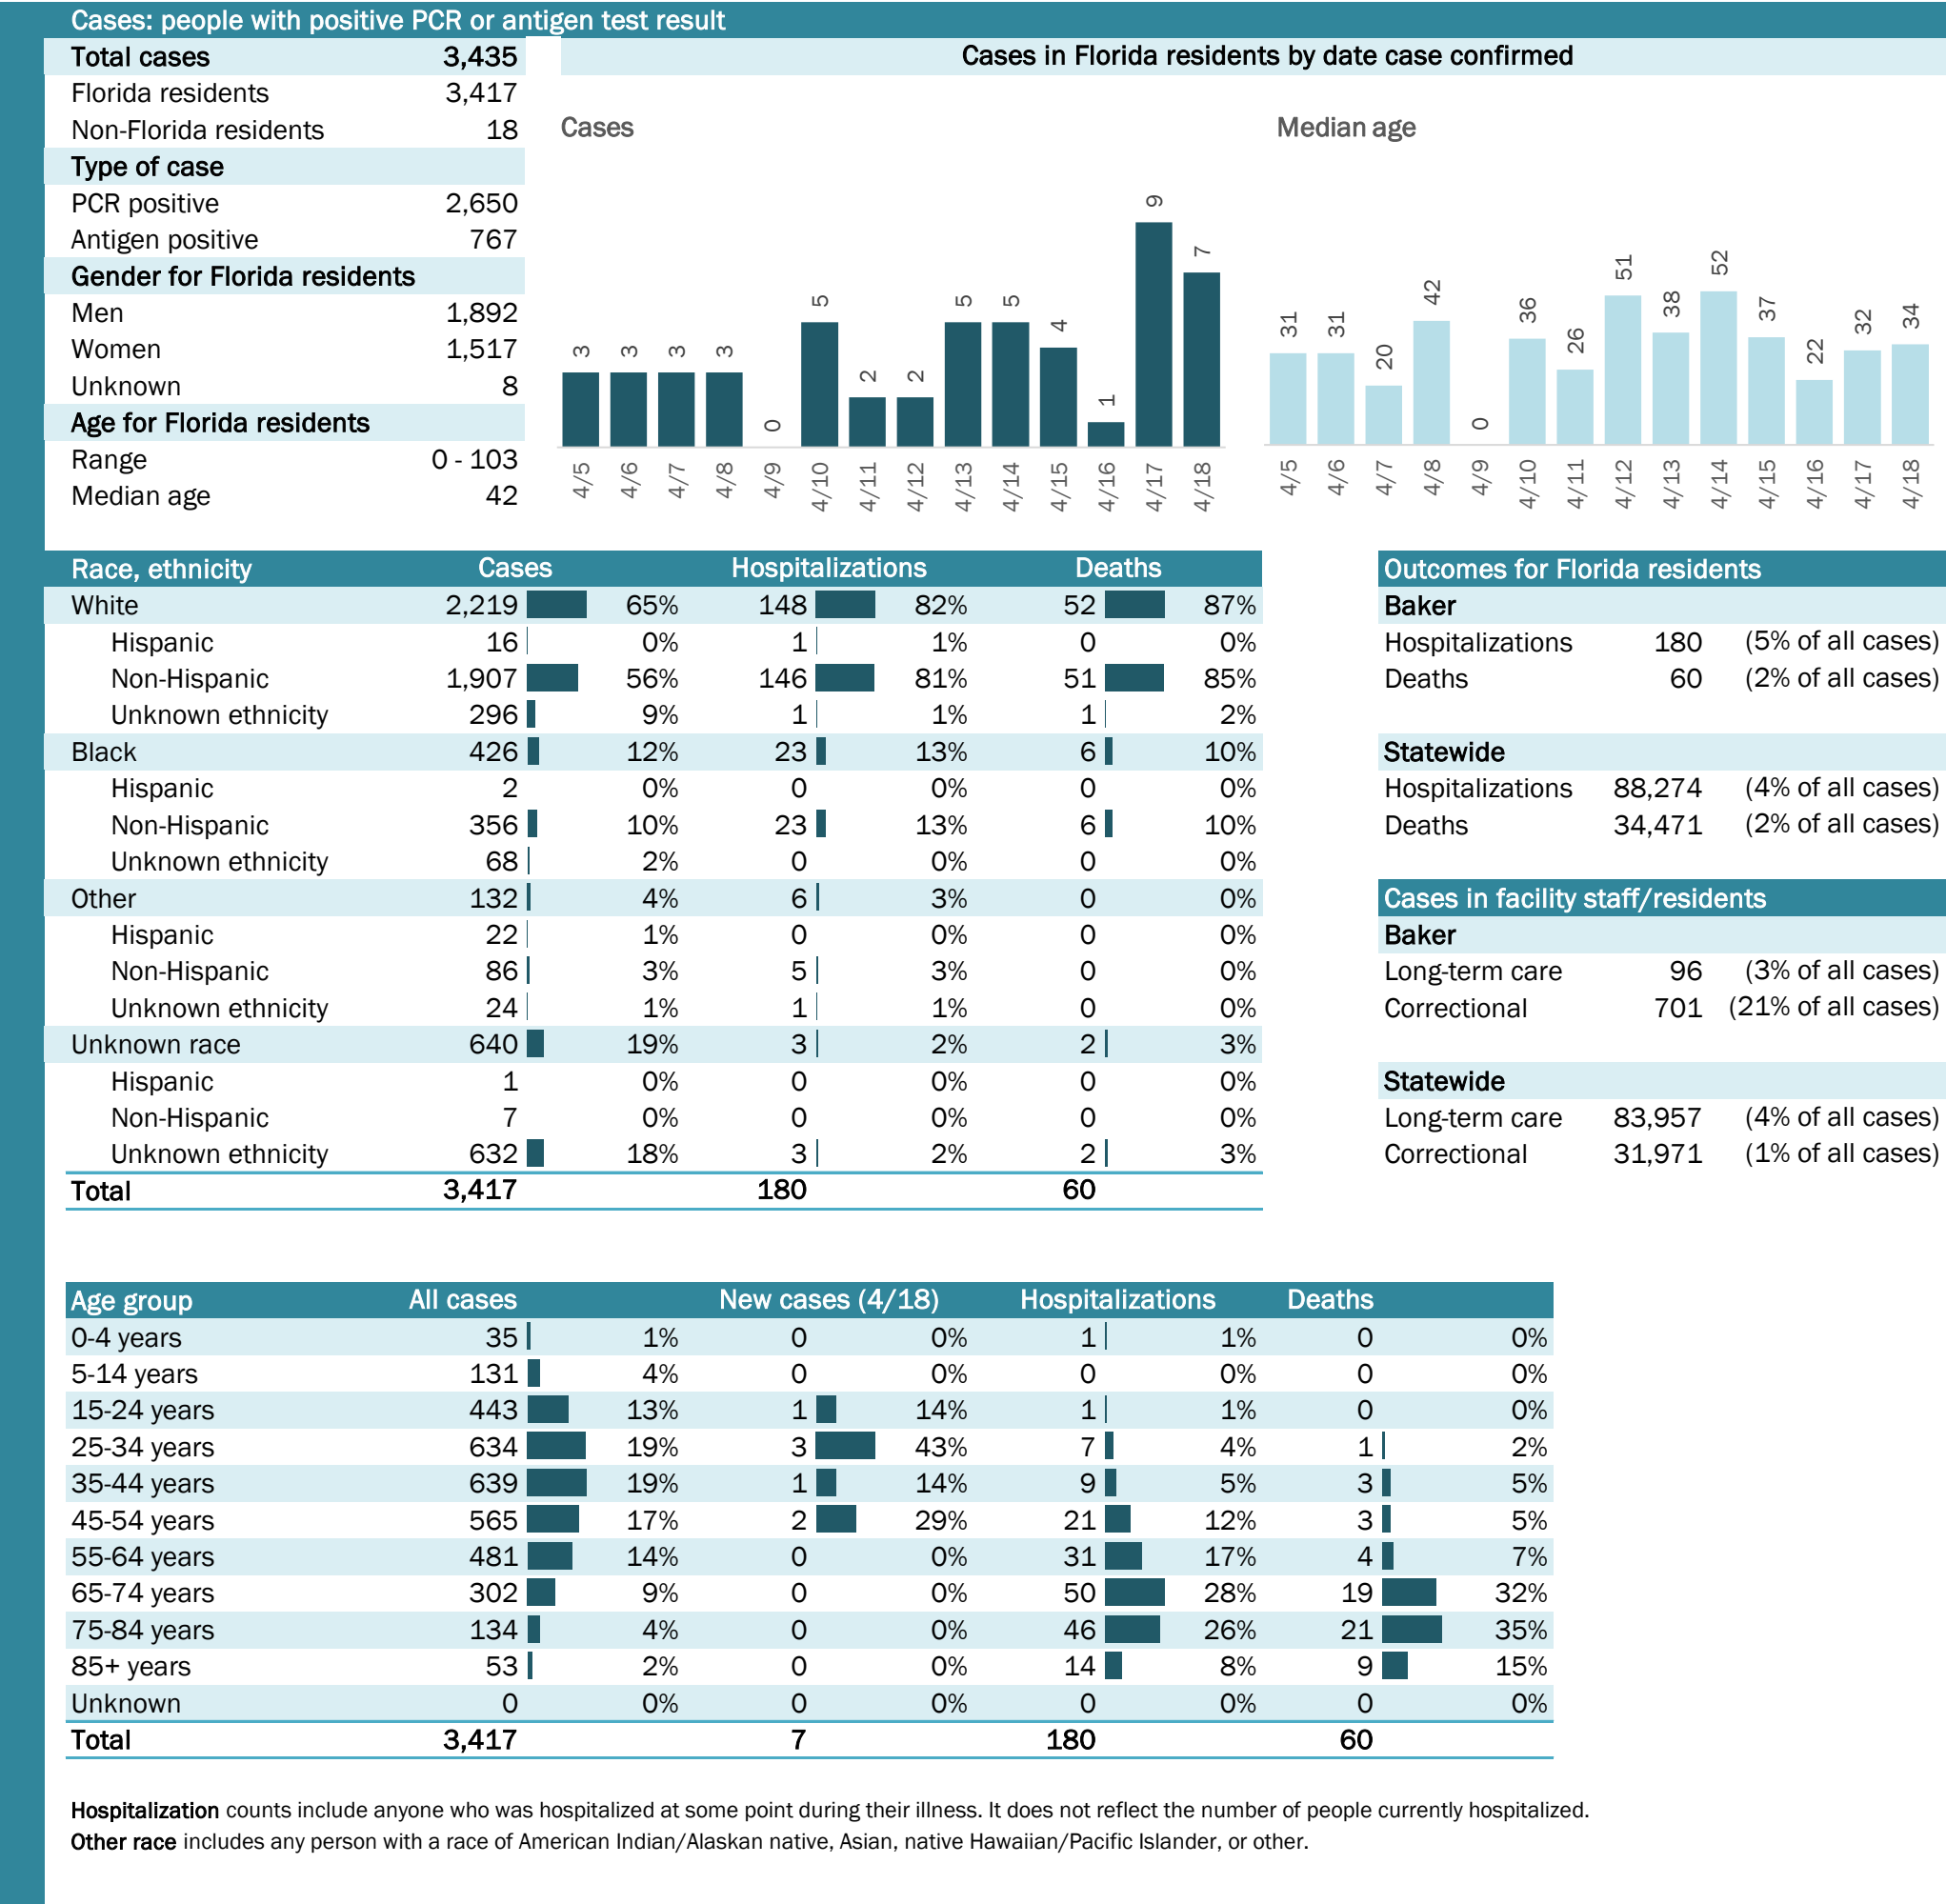 Cases: people with positive PCR or antigen test result
Total cases 3,435
Florida residents 3,417
Non-Florida residents 18
Type of case
PCR positive 2,650
Antigen positive 767
Gender for Florida residents
Men 1,892
Women 1,517
Unknown 8
Age for Florida residents
Range 0 - 103
Median age 42
Cases in Florida residents by date case confirmed
Cases
3 3 3 3 0 5 2 2 5 5 4 1 9 7
4/5 4/6 4/7 4/8 4/9 4/10 4/11 4/12 4/13 4/14 4/15 4/16 4/17 4/18
Median age
31 31 20 42 0 36 26 51 38 52 37 22 32 34
4/5 4/6 4/7 4/8 4/9 4/10 4/11 4/12 4/13 4/14 4/15 4/16 4/17 4/18
Race, ethnicity Cases Hospitalizations Deaths
White 2,219 65% 148 82% 52 87%
Hispanic 16 0% 1 1% 0 0%
Non-Hispanic 1,907 56% 146 81% 51 85%
Unknown ethnicity 296 9% 1 1% 1 2%
Black 426 12% 23 13% 6 10%
Hispanic 2 0% 0 0% 0 0%
Non-Hispanic 356 10% 23 13% 6 10%
Unknown ethnicity 68 2% 0 0% 0 0%
Other 132 4% 6 3% 0 0%
Hispanic 22 1% 0 0% 0 0%
Non-Hispanic 86 3% 5 3% 0 0%
Unknown ethnicity 24 1% 1 1% 0 0%
Unknown race 640 19% 3 2% 2 3%
Hispanic 1 0% 0 0% 0 0%
Non-Hispanic 7 0% 0 0% 0 0%
Unknown ethnicity 632 18% 3 2% 2 3%
Total 3,417 180 60
Outcomes for Florida residents
Baker
Hospitalizations 180 (5% of all cases)
Deaths 60 (2% of all cases)
Statewide
Hospitalizations 88,274 (4% of all cases)
Deaths 34,471 (2% of all cases)
Cases in facility staff/residents
Baker
Long-term care 96 (3% of all cases)
Correctional 701 (21% of all cases)
Statewide
Long-term care 83,957 (4% of all cases)
Correctional 31,971 (1% of all cases)
Age group All cases New cases (4/18) Hospitalizations Deaths
0-4 years 35 1% 0 0% 1 1% 0 0%
5-14 years 131 4% 0 0% 0 0% 0 0%
15-24 years 443 13% 1 14% 1 1% 0 0%
25-34 years 634 19% 3 43% 7 4% 1 2%
35-44 years 639 19% 1 14% 9 5% 3 5%
45-54 years 565 17% 2 29% 21 12% 3 5%
55-64 years 481 14% 0 0% 31 17% 4 7%
65-74 years 302 9% 0 0% 50 28% 19 32%
75-84 years 134 4% 0 0% 46 26% 21 35%
85+ years 53 2% 0 0% 14 8% 9 15%
Unknown 0 0% 0 0% 0 0% 0 0%
Total 3,417 7 180 60
Hospitalization counts include anyone who was hospitalized at some point during their illness. It does not reflect the number of people currently hospitalized.
Other race includes any person with a race of American Indian/Alaskan native, Asian, native Hawaiian/Pacific Islander, or other.